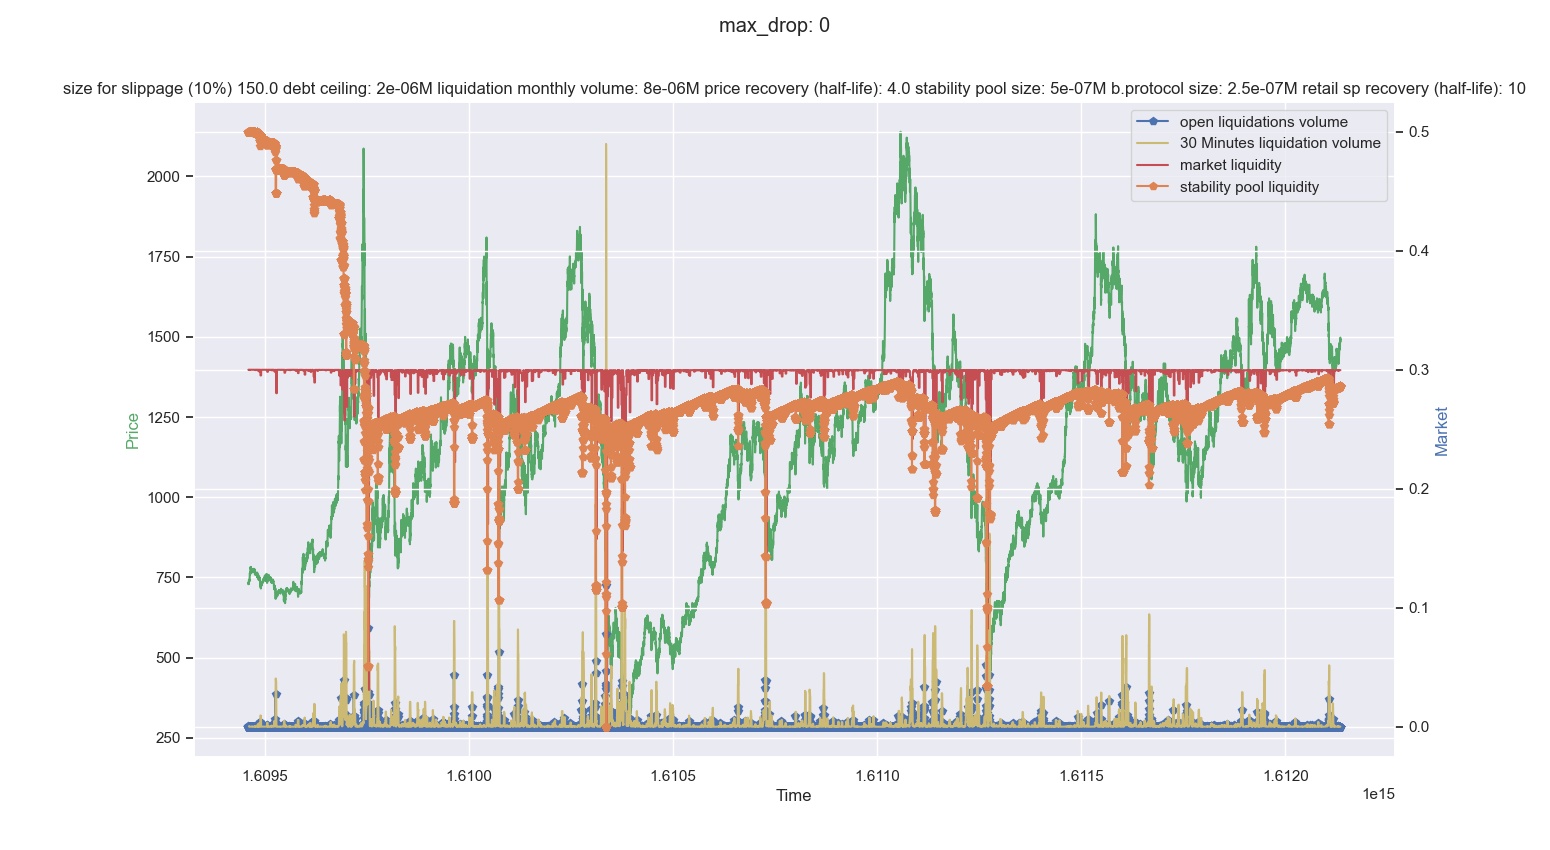 max_drop: 0
size for slippage (10%) 150.0 debt ceiling: 2e-06M liquidation monthly volume: 8e-06M price recovery (half-life): 4.0 stability pool size: 5e-07M b.protocol size: 2.5e-07M retail sp recovery (half-life): 10
open liquidations volume
30 Minutes liquidation volume
market liquidity
stability pool liquidity
2000
1750
1500
1250
1000
750
500
250
Price
0.5
0.4
0.3
0.2
0.1
0.0
Market
1.6095
1.6100
1.6105
1.6110
1.6115
1.6120
Time
1e15